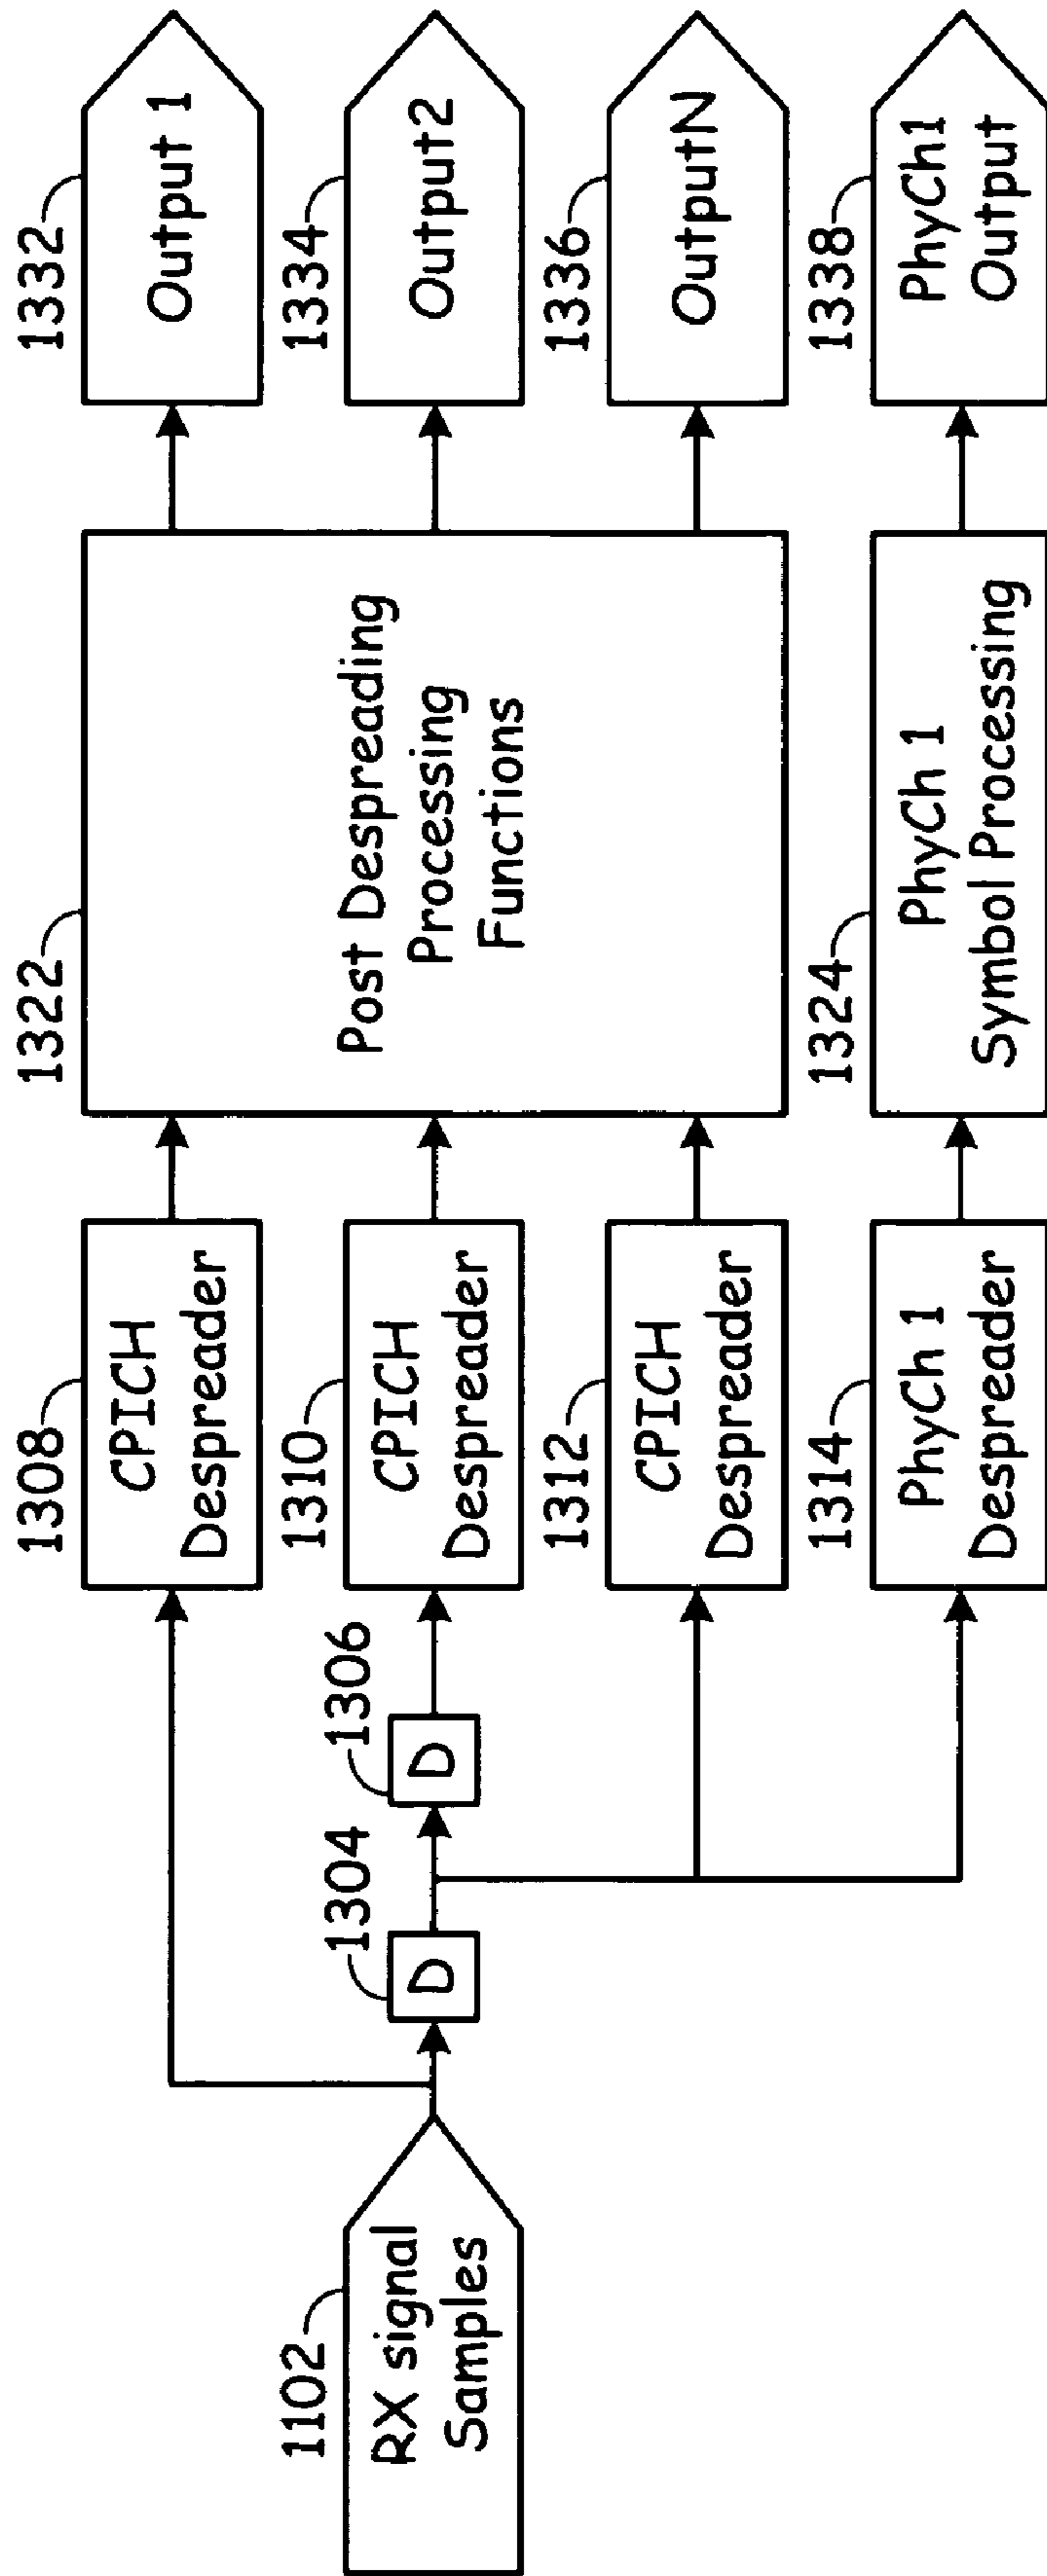 1102
RX signal
Samples
1304
D
1306
D
1308
CPICH
Despreader
1310
CPICH
Despreader
1312
CPICH
Despreader
1314
PhyCh 1
Despreader
1322
Post Despreading
Processing
Functions
1324
PhyCh 1
Symbol Processing
1332
Output 1
1334
Output2
1336
OutputN
1338
PhyCh1
Output